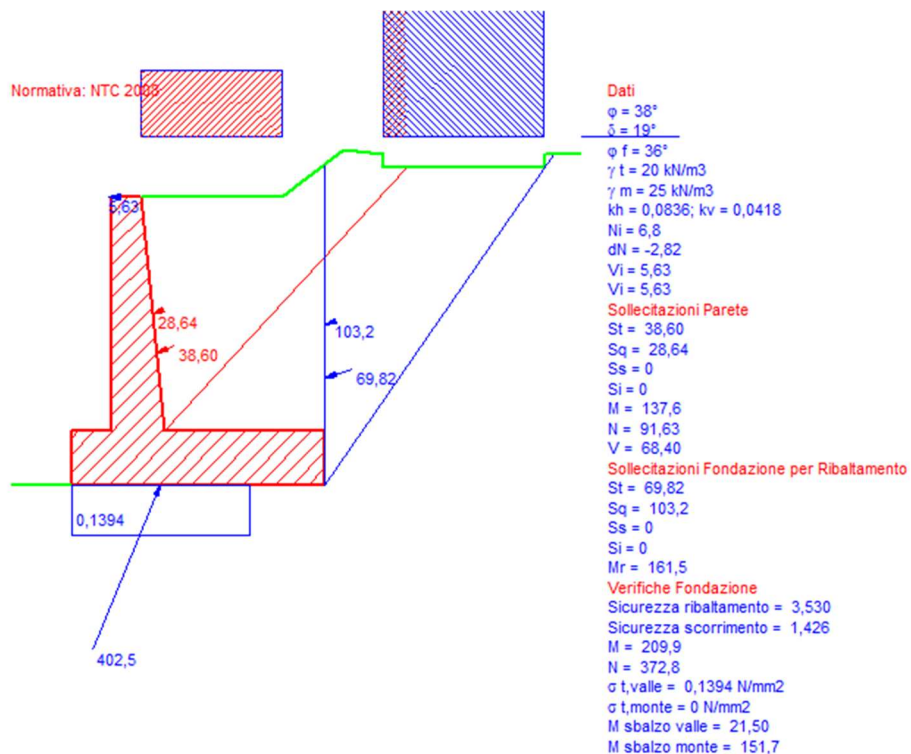 Normativa: NTC 2008
5,63
28,64
38,60
103,2
69,82
0,1394
402,5
Dati
φ = 38°
δ = 19°
φ f = 36°
γ t = 20 kN/m3
γ m = 25 kN/m3
kh = 0,0836; kv = 0,0418
Ni = 6,8
dN = -2,82
Vi = 5,63
Vi = 5,63
Sollecitazioni Parete
St = 38,60
Sq = 28,64
Ss = 0
Si = 0
M = 137,6
N = 91,63
V = 68,40
Sollecitazioni Fondazione per Ribaltamento
St = 69,82
Sq = 103,2
Ss = 0
Si = 0
Mr = 161,5
Verifiche Fondazione
Sicurezza ribaltamento = 3,530
Sicurezza scorrimento = 1,426
M = 209,9
N = 372,8
σ t,valle = 0,1394 N/mm2
σ t,monte = 0 N/mm2
M sbalzo valle = 21,50
M sbalzo monte = 151,7